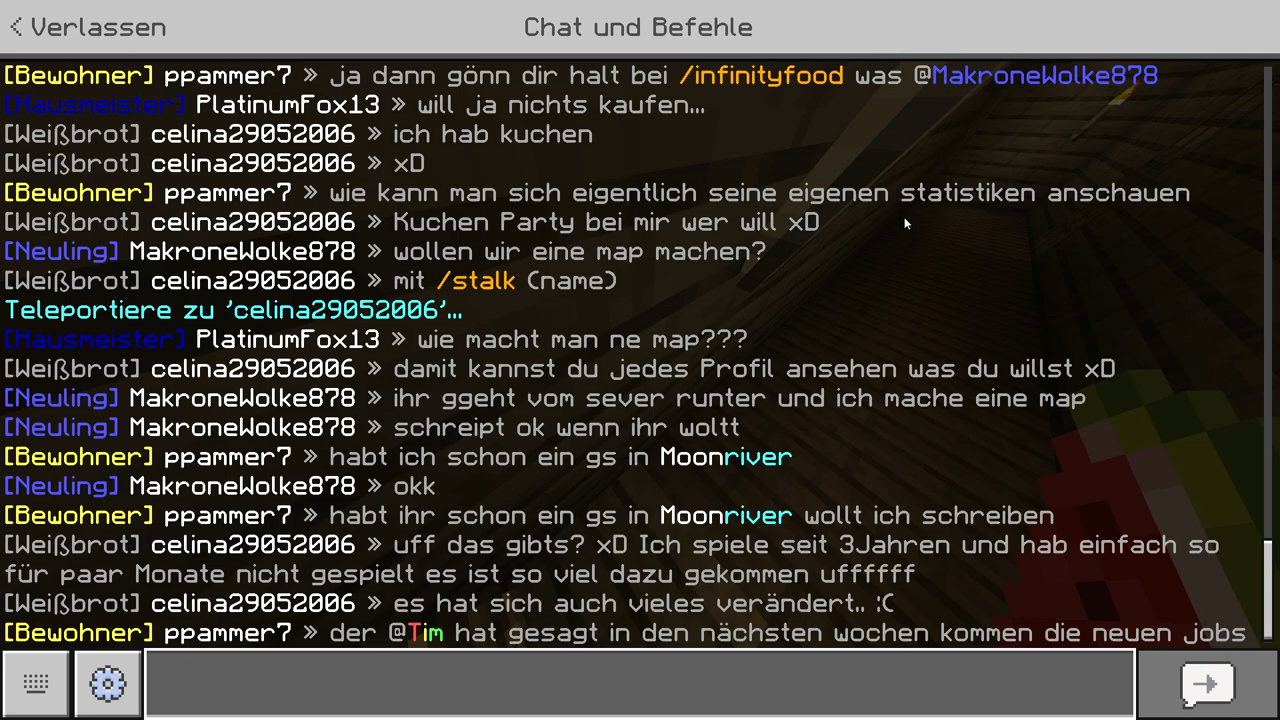 < Verlassen
Chat und Befehle
[Bewohner] ppammer7 » ja dann gönn dir halt bei /infinityfood was @MakroneWolke878
[Hausmeister] PlatinumFox13 » will ja nichts kaufen...
[Weißbrot] celina29052006 » ich hab kuchen
[Weißbrot] celina29052006 » xD
[Bewohner] ppammer7 » wie kann man sich eigentlich seine eigenen statistiken anschauen
[Weißbrot] celina29052006 » Kuchen Party bei mir wer will xD
[Neuling] MakroneWolke878 » wollen wir eine map machen?
[Weißbrot] celina29052006 » mit /stalk (name)
Teleportiere zu 'celina29052006'...
[Hausmeister] PlatinumFox13 » wie macht man ne map???
[Weißbrot] celina29052006 » damit kannst du jedes Profil ansehen was du willst xD
[Neuling] MakroneWolke878 » ihr ggeht vom sever runter und ich mache eine map
[Neuling] MakroneWolke878 » schreipt ok wenn ihr woltt
[Bewohner] ppammer7 » habt ich schon ein gs in Moonriver
[Neuling] MakroneWolke878 » okk
[Bewohner] ppammer7 » habt ihr schon ein gs in Moonriver wollt ich schreiben
[Weißbrot] celina29052006 » uff das gibts? xD Ich spiele seit 3Jahren und hab einfach so
für paar Monate nicht gespielt es ist so viel dazu gekommen uffffff
[Weißbrot] celina29052006 » es hat sich auch vieles verändert.. :C
[Bewohner] ppammer7 » der @Tim hat gesagt in den nächsten wochen kommen die neuen jobs